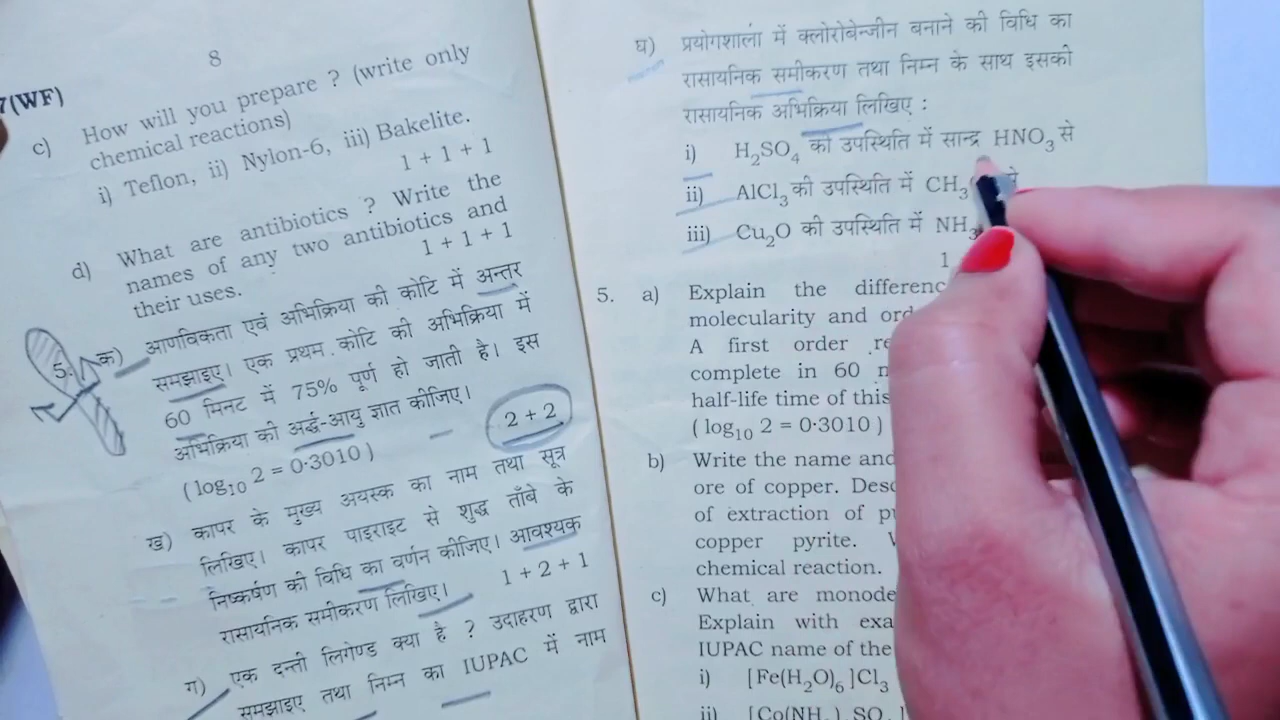 8
7(WF)
c) How will you prepare ? (write only
chemical reactions)
i) Teflon, ii) Nylon-6, iii) Bakelite.
1 + 1 + 1
d) What are antibiotics ? Write the
names of any two antibiotics and
their uses.
1 + 1 + 1
5. क) आणविकता एवं अभिक्रिया की कोटि में अन्तर
समझाइए। एक प्रथम कोटि की अभिक्रिया में
60 मिनट में 75% पूर्ण हो जाती है। इस
अभिक्रिया की अर्द्ध-आयु ज्ञात कीजिए।
( log₁₀ 2 = 0·3010 )
2 + 2
ख) कापर के मुख्य अयस्क का नाम तथा सूत्र
लिखिए। कापर पाइराइट से शुद्ध ताँबे के
निष्कर्षण की विधि का वर्णन कीजिए। आवश्यक
रासायनिक समीकरण लिखिए।
1 + 2 + 1
ग) एक दन्ती लिगेण्ड क्या है ? उदाहरण द्वारा
समझाइए तथा निम्न का IUPAC में नाम
घ) प्रयोगशाला में क्लोरोबेन्जीन बनाने की विधि का
रासायनिक समीकरण तथा निम्न के साथ इसकी
रासायनिक अभिक्रिया लिखिए :
i) H₂SO₄ की उपस्थिति में सान्द्र HNO₃ से
ii) AlCl₃ की उपस्थिति में CH₃ से
iii) Cu₂O की उपस्थिति में NH₃
1
5. a) Explain the
molecularity and
A first order
complete in 60
half-life time of this
( log₁₀ 2 = 0·3010 )
b) Write the name and
ore of copper.
of extraction of
copper pyrite.
chemical reaction.
c) What are
Explain with
IUPAC name of the
i) [Fe(H₂O)₆]Cl₃
ii)